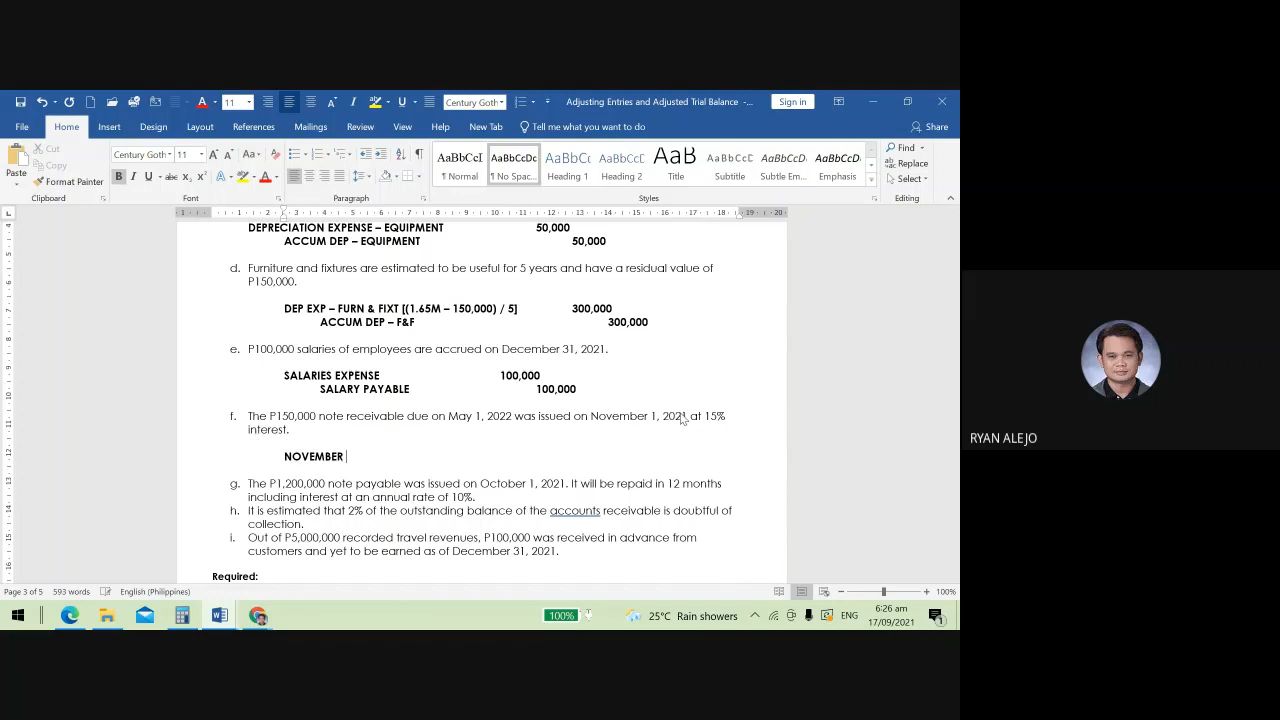 11 Century Goth Adjusting Entries and Adjusted Trial Balance -... Sign in
File Home Insert Design Layout References Mailings Review View Help New Tab Tell me what you want to do Share
Paste Cut Copy Format Painter
Century Goth 11
AaBbCcI AaBbCcDc AaBbCc AaBbCcD AaB AaBbCcD AaBbCcD AaBbCcD
¶ Normal ¶ No Spac... Heading 1 Heading 2 Title Subtitle Subtle Em... Emphasis
Find Replace Select
Clipboard Font Paragraph Styles Editing
DEPRECIATION EXPENSE – EQUIPMENT 50,000
ACCUM DEP – EQUIPMENT 50,000
d. Furniture and fixtures are estimated to be useful for 5 years and have a residual value of
P150,000.
DEP EXP – FURN & FIXT [(1.65M – 150,000) / 5] 300,000
ACCUM DEP – F&F 300,000
e. P100,000 salaries of employees are accrued on December 31, 2021.
SALARIES EXPENSE 100,000
SALARY PAYABLE 100,000
f. The P150,000 note receivable due on May 1, 2022 was issued on November 1, 2021 at 15%
interest.
NOVEMBER
g. The P1,200,000 note payable was issued on October 1, 2021. It will be repaid in 12 months
including interest at an annual rate of 10%.
h. It is estimated that 2% of the outstanding balance of the accounts receivable is doubtful of
collection.
i. Out of P5,000,000 recorded travel revenues, P100,000 was received in advance from
customers and yet to be earned as of December 31, 2021.
Required:
Page 3 of 5 593 words English (Philippines) 100%
100% 25°C Rain showers ENG 6:26 am
17/09/2021
RYAN ALEJO